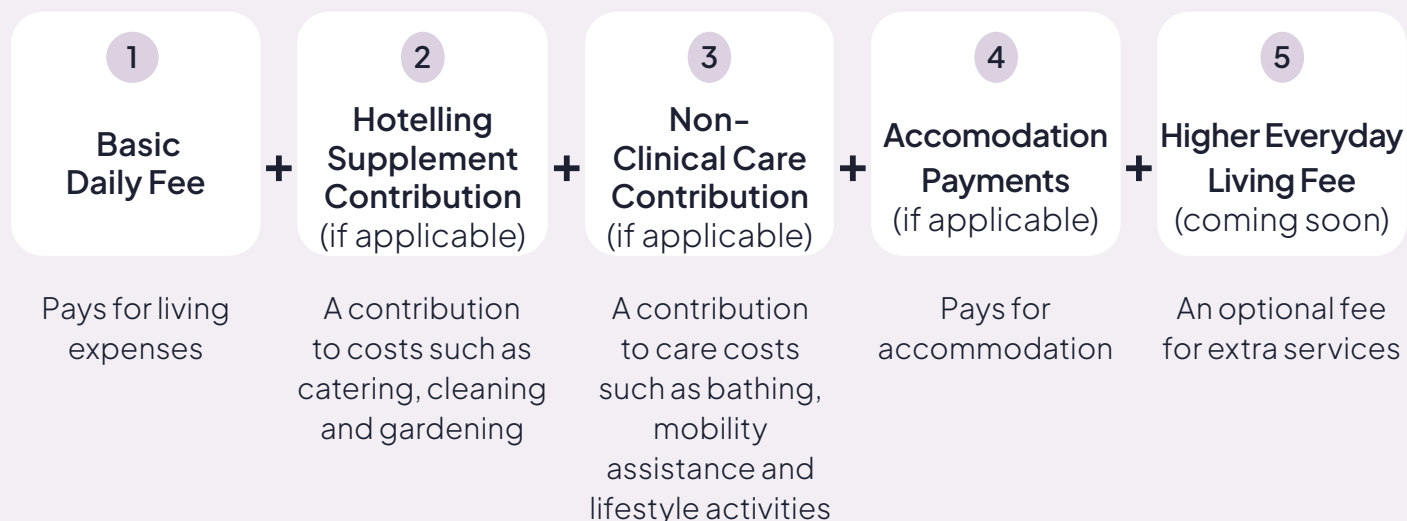 1
Basic
Daily Fee
Pays for living
expenses
+
2
Hotelling
Supplement
Contribution
(if applicable)
A contribution
to costs such as
catering, cleaning
and gardening
+
3
Non-
Clinical Care
Contribution
(if applicable)
A contribution
to care costs
such as bathing,
mobility
assistance and
lifestyle activities
+
4
Accomodation
Payments
(if applicable)
Pays for
accommodation
+
5
Higher Everyday
Living Fee
(coming soon)
An optional fee
for extra services